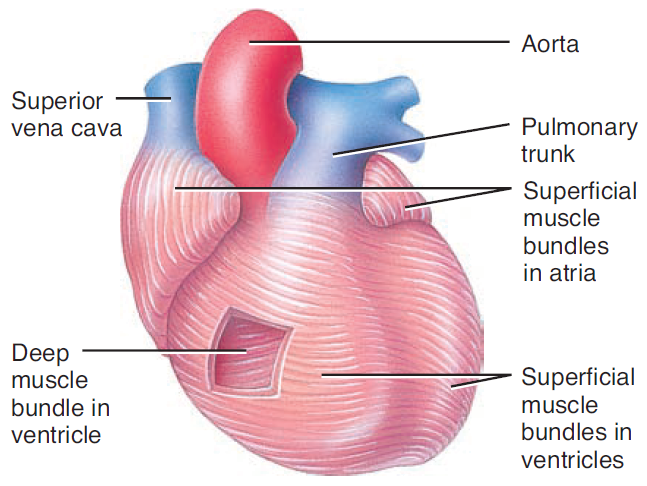 Aorta
Superior
vena cava
Pulmonary
trunk
Superficial
muscle
bundles
in atria
Deep
muscle
bundle in
ventricle
Superficial
muscle
bundles in
ventricles